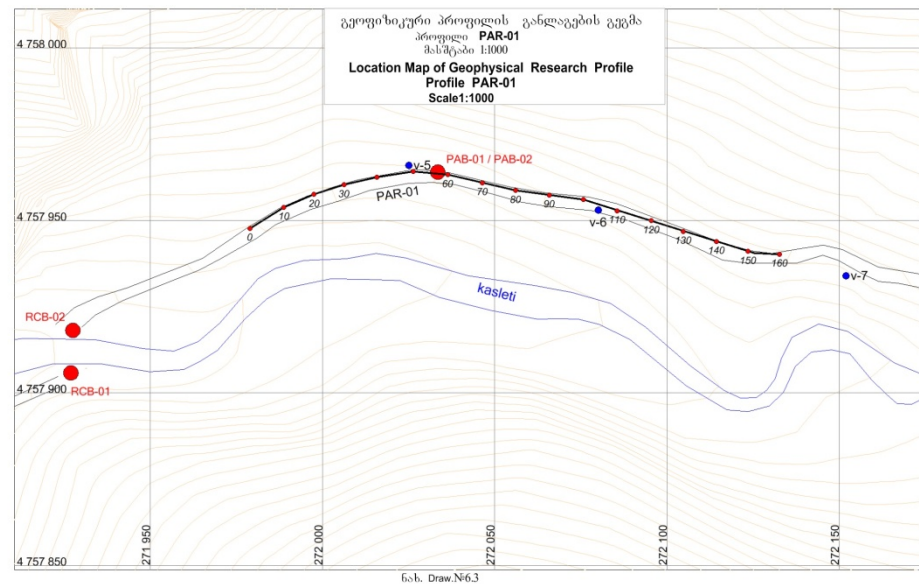 გეოფიზიკური პროფილის განლაგების გეგმა
პროფილი PAR-01
მასშტაბი 1:1000
Location Map of Geophysical Research Profile
Profile PAR-01
Scale1:1000
4 758 000
v-5
PAB-01 / PAB-02
PAR-01
0
10
20
30
60
70
80
90
110
120
130
140
150
160
v-6
v-7
4 757 950
kasleti
RCB-02
RCB-01
4 757 900
4 757 850
271 950
272 000
272 050
272 100
272 150
ნახ. Draw.№6.3